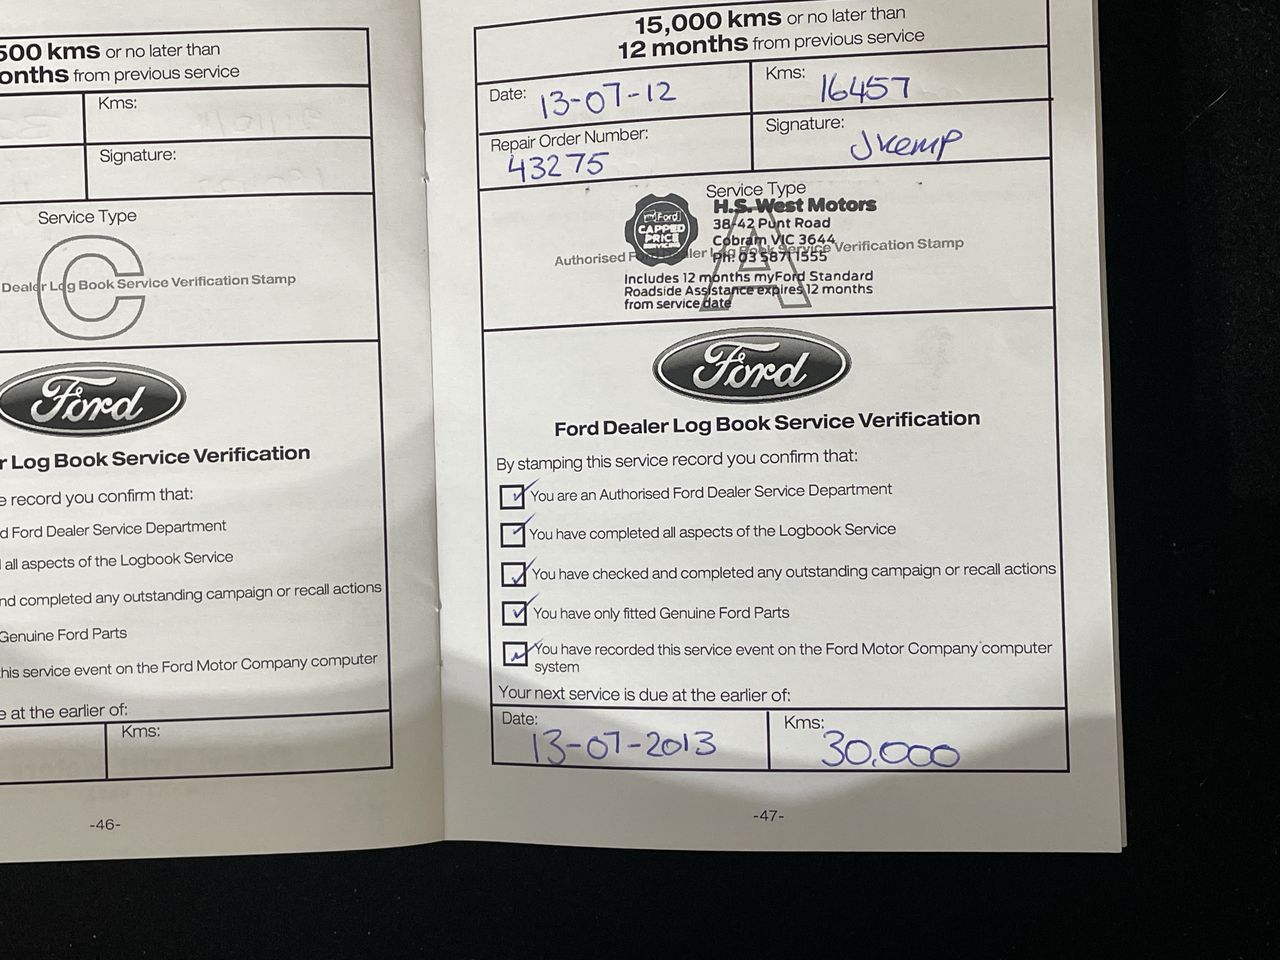 500 kms or no later than
onths from previous service
Kms:
Signature:
Service Type
C
Dealer Log Book Service Verification Stamp
Ford
r Log Book Service Verification
e record you confirm that:
d Ford Dealer Service Department
all aspects of the Logbook Service
nd completed any outstanding campaign or recall actions
Genuine Ford Parts
his service event on the Ford Motor Company computer
e at the earlier of:
Kms:
-46-
15,000 kms or no later than
12 months from previous service
Date: 13-07-12
Kms: 16457
Repair Order Number:
43275
Signature: JKemp
Service Type
A
Authorised Ford Dealer Log Book Service Verification Stamp
Ford
CAPPED
PRICE
H.S. West Motors
38-42 Punt Road
Cobram VIC 3644
Ph: 03 5871 1555
Includes 12 months myFord Standard
Roadside Assistance expires 12 months
from service date
Ford
Ford Dealer Log Book Service Verification
By stamping this service record you confirm that:
You are an Authorised Ford Dealer Service Department
You have completed all aspects of the Logbook Service
You have checked and completed any outstanding campaign or recall actions
You have only fitted Genuine Ford Parts
You have recorded this service event on the Ford Motor Company computer
system
Your next service is due at the earlier of:
Date: 13-07-2013
Kms: 30,000
-47-